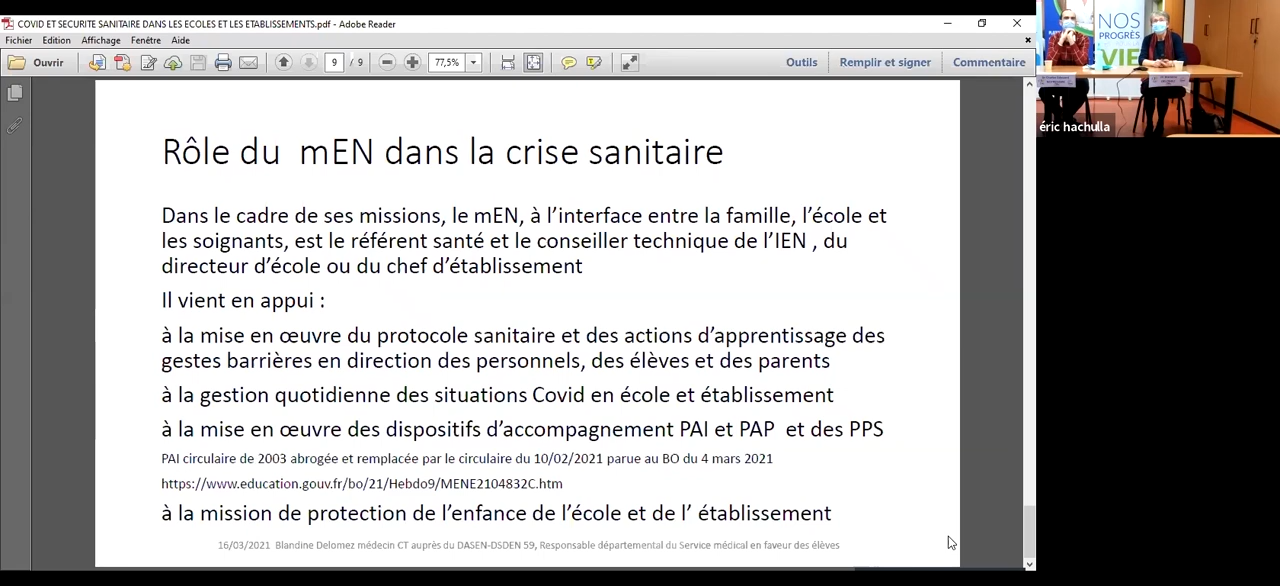 COVID ET SECURITE SANITAIRE DANS LES ECOLES ET LES ETABLISSEMENTS.pdf - Adobe Reader
Fichier Edition Affichage Fenêtre Aide
Ouvrir 9 / 9 77,5% Outils Remplir et signer Commentaire
NOS
PROGRÈS
VIE
éric hachulla
Rôle du  mEN dans la crise sanitaire
Dans le cadre de ses missions, le mEN, à l’interface entre la famille, l’école et
les soignants, est le référent santé et le conseiller technique de l’IEN , du
directeur d’école ou du chef d’établissement
Il vient en appui :
à la mise en œuvre du protocole sanitaire et des actions d’apprentissage des
gestes barrières en direction des personnels, des élèves et des parents
à la gestion quotidienne des situations Covid en école et établissement
à la mise en œuvre des dispositifs d’accompagnement PAI et PAP  et des PPS
PAI circulaire de 2003 abrogée et remplacée par le circulaire du 10/02/2021 parue au BO du 4 mars 2021
https://www.education.gouv.fr/bo/21/Hebdo9/MENE2104832C.htm
à la mission de protection de l’enfance de l’école et de l’ établissement
16/03/2021  Blandine Delomez médecin CT auprès du DASEN-DSDEN 59, Responsable départemental du Service médical en faveur des élèves